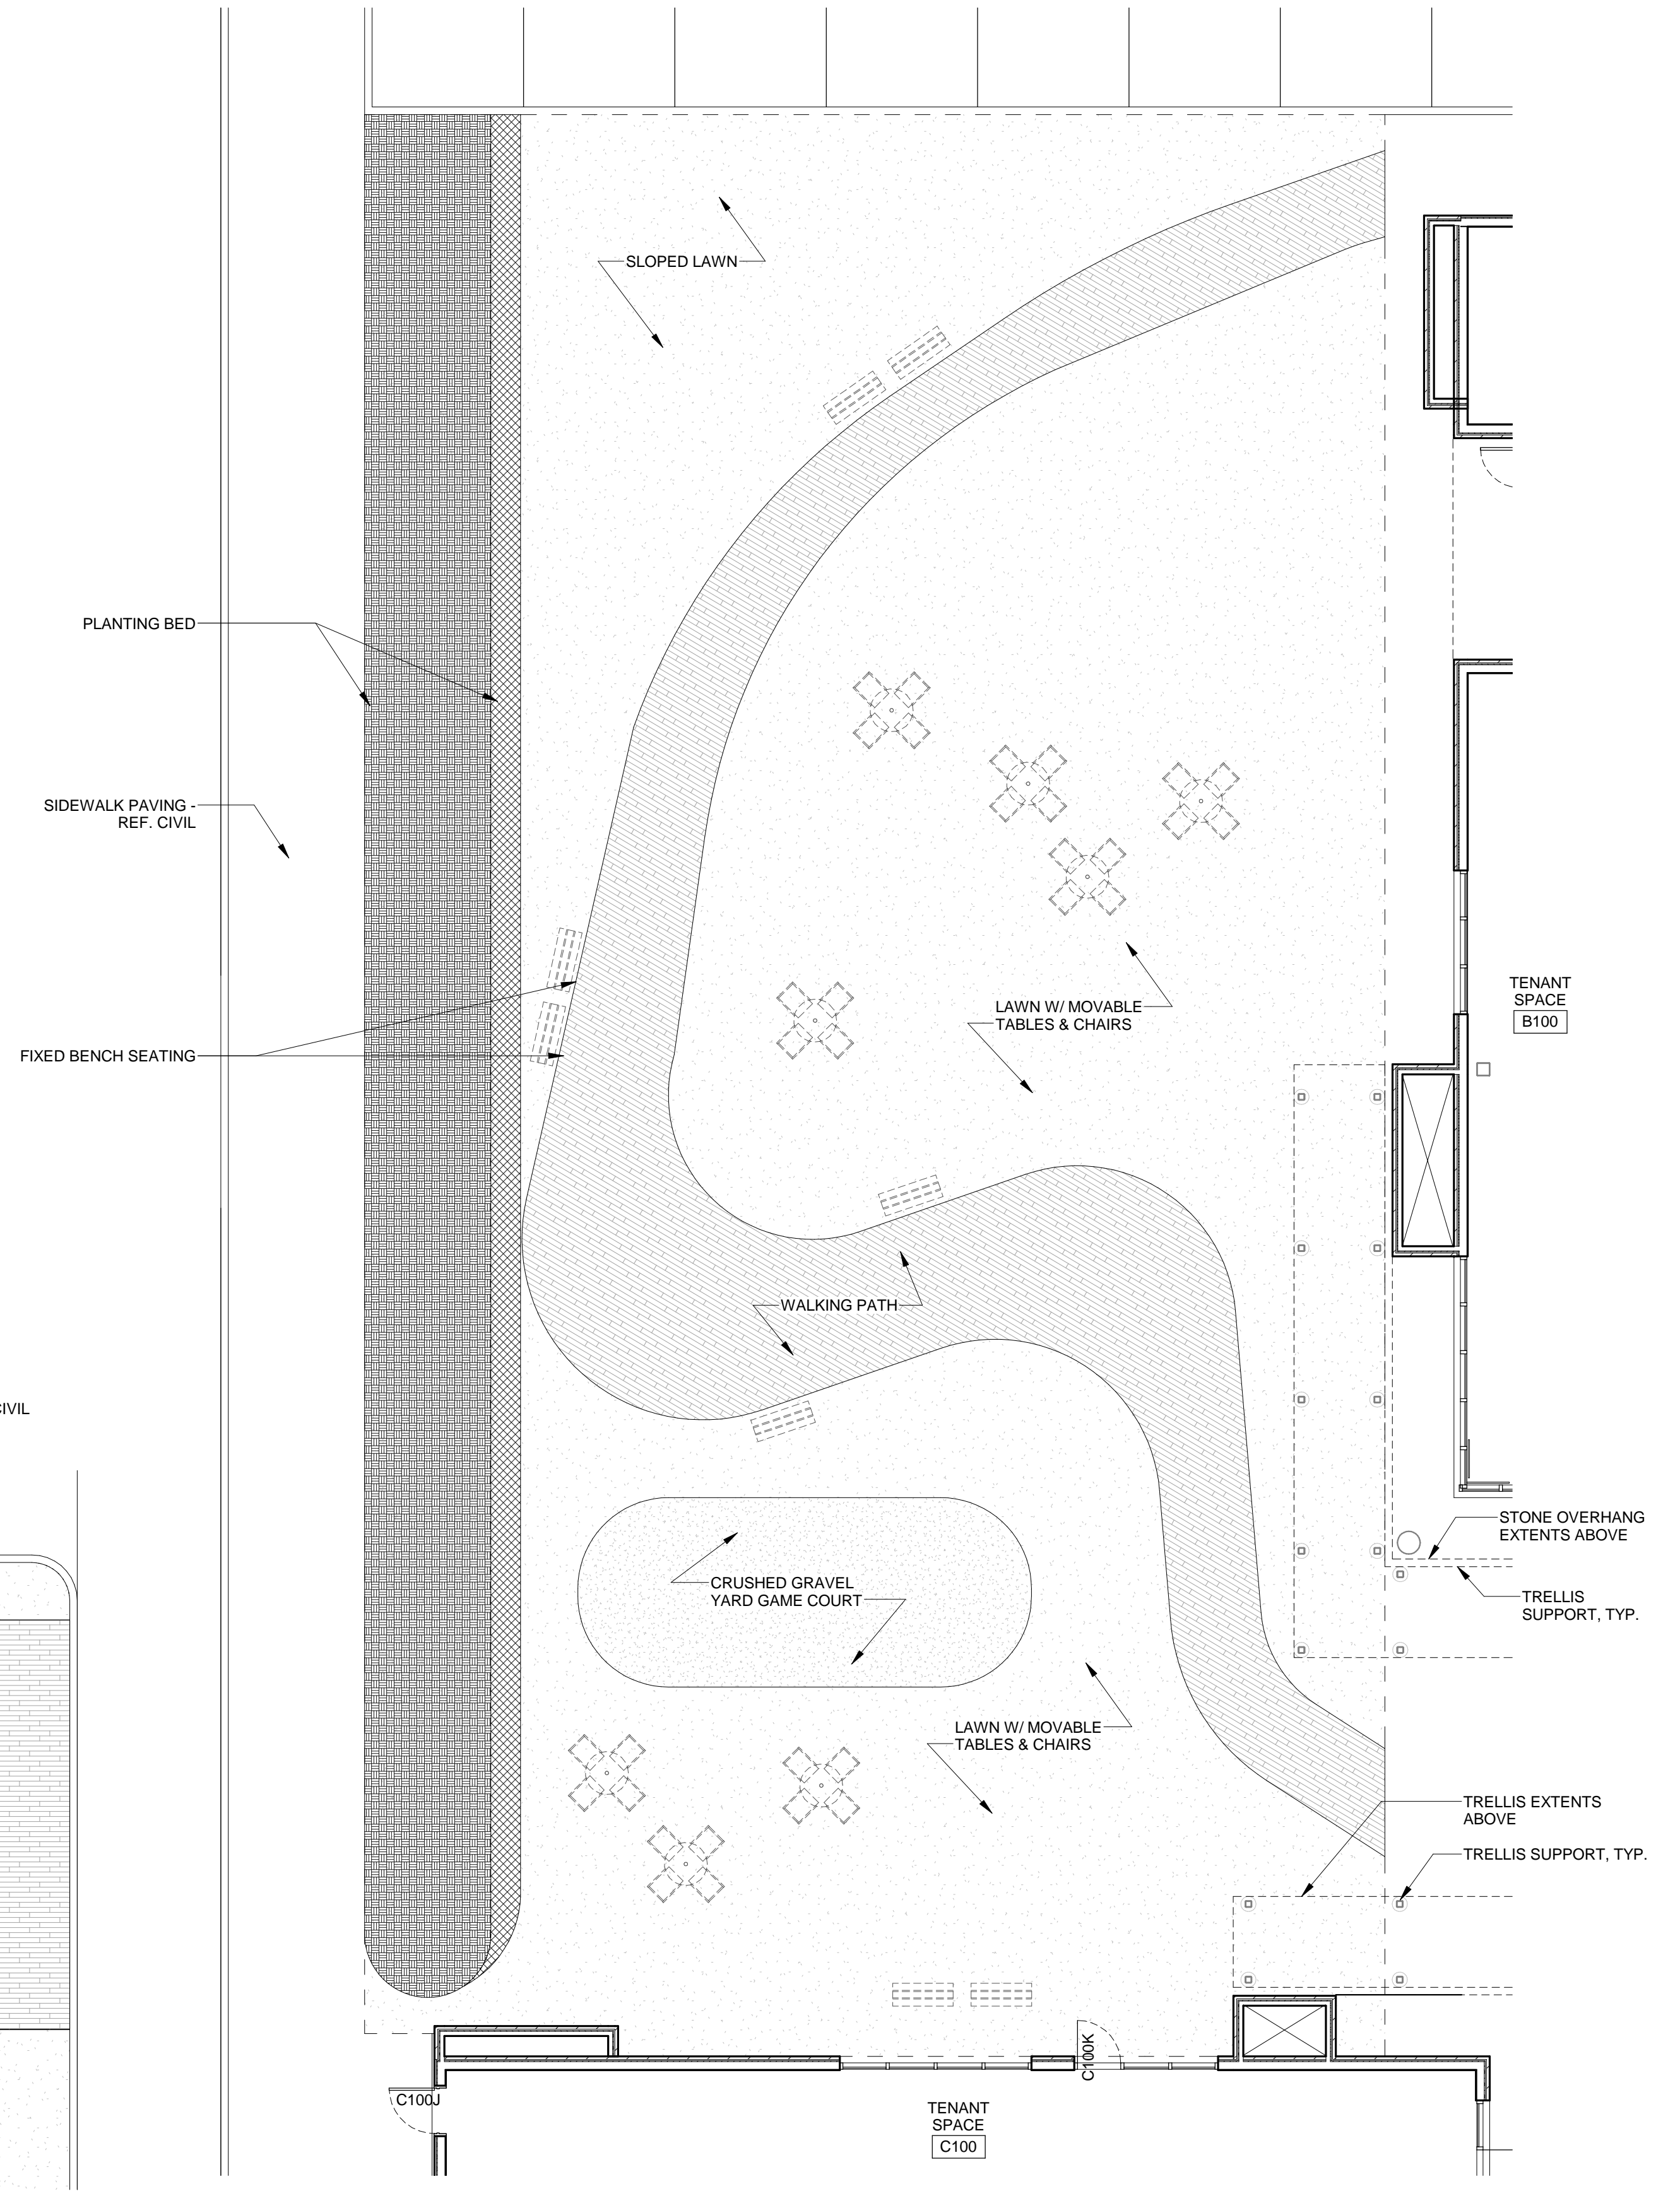 SLOPED LAWN
PLANTING BED
SIDEWALK PAVING -
REF. CIVIL
FIXED BENCH SEATING
LAWN W/ MOVABLE
TABLES & CHAIRS
TENANT
SPACE
B100
WALKING PATH
CIVIL
STONE OVERHANG
EXTENTS ABOVE
CRUSHED GRAVEL
YARD GAME COURT
TRELLIS
SUPPORT, TYP.
LAWN W/ MOVABLE
TABLES & CHAIRS
TRELLIS EXTENTS
ABOVE
TRELLIS SUPPORT, TYP.
C100K
C100J
TENANT
SPACE
C100